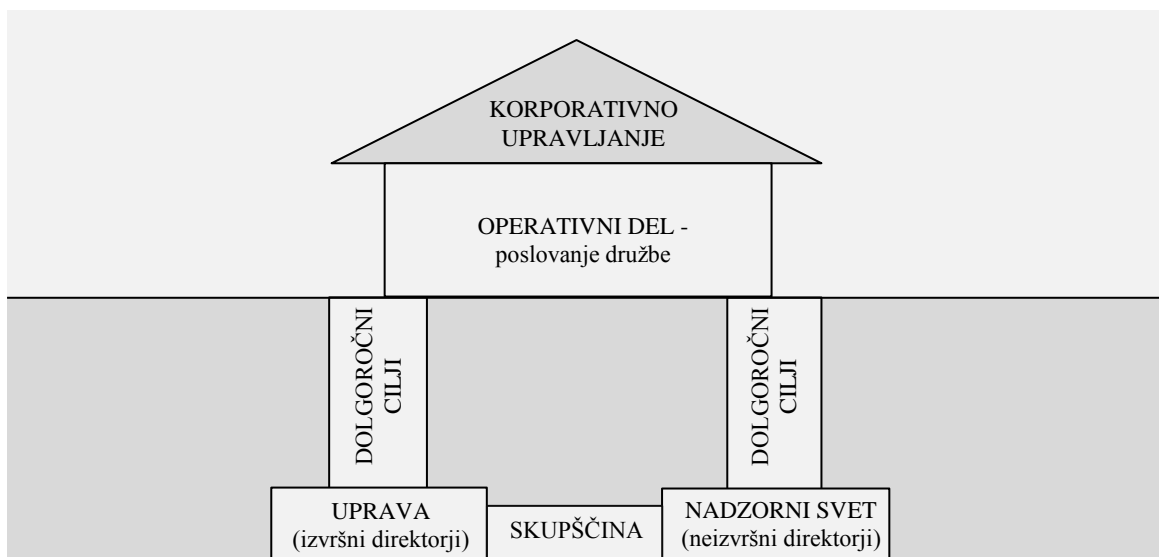 KORPORATIVNO
UPRAVLJANJE
OPERATIVNI DEL -
poslovanje družbe
DOLGOROČNI
CILJI
DOLGOROČNI
CILJI
UPRAVA
(izvršni direktorji)
SKUPŠČINA
NADZORNI SVET
(neizvršni direktorji)